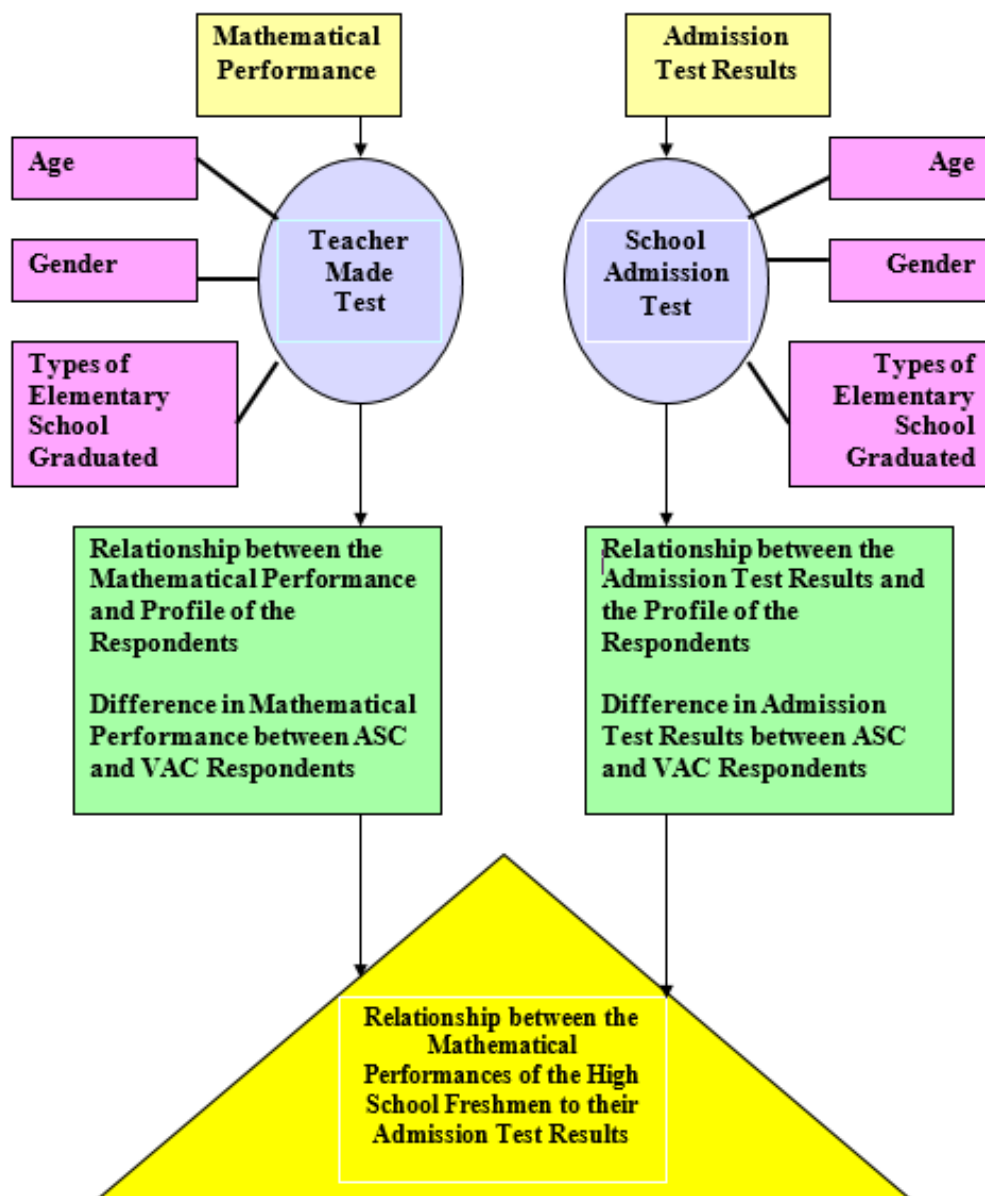 Mathematical
Performance
Admission
Test Results
Age
Gender
Types of
Elementary
School
Graduated
Teacher
Made
Test
School
Admission
Test
Age
Gender
Types of
Elementary
School
Graduated
Relationship between the
Mathematical Performance
and Profile of the
Respondents
Difference in Mathematical
Performance between ASC
and VAC Respondents
Relationship between the
Admission Test Results and
the Profile of the
Respondents
Difference in Admission
Test Results between ASC
and VAC Respondents
Relationship between the
Mathematical
Performances of the High
School Freshmen to their
Admission Test Results